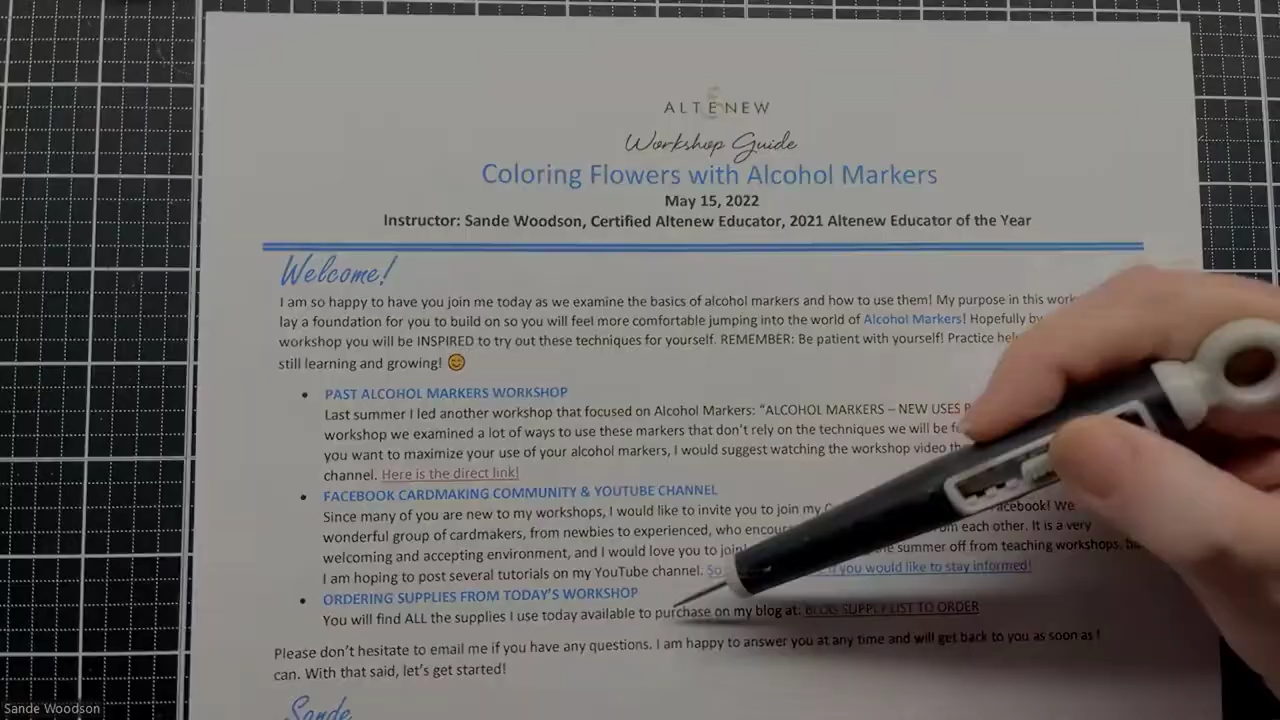 ALTENEW
Workshop Guide
Coloring Flowers with Alcohol Markers
May 15, 2022
Instructor: Sande Woodson, Certified Altenew Educator, 2021 Altenew Educator of the Year
Welcome!
I am so happy to have you join me today as we examine the basics of alcohol markers and how to use them! My purpose in this
lay a foundation for you to build on so you will feel more comfortable jumping into the world of Alcohol Markers! Hopefully
workshop you will be INSPIRED to try out these techniques for yourself. REMEMBER: Be patient with yourself! Practice
still learning and growing! 😊
• PAST ALCOHOL MARKERS WORKSHOP
Last summer I led another workshop that focused on Alcohol Markers: “ALCOHOL MARKERS – NEW USES
workshop we examined a lot of ways to use these markers that don’t rely on the techniques we will be
you want to maximize your use of your alcohol markers, I would suggest watching the workshop video
channel. Here is the direct link!
• FACEBOOK CARDMAKING COMMUNITY & YOUTUBE CHANNEL
Since many of you are new to my workshops, I would like to invite you to join my acebook! We
wonderful group of cardmakers, from newbies to experienced, who from each other. It is a very
welcoming and accepting environment, and I would love you to join summer off from teaching workshops,
I am hoping to post several tutorials on my YouTube channel. So if you would like to stay informed!
• ORDERING SUPPLIES FROM TODAY’S WORKSHOP
You will find ALL the supplies I use today available to purchase on my blog at: BLOG SUPPLY LIST TO ORDER
Please don’t hesitate to email me if you have any questions. I am happy to answer you at any time and will get back to you as soon as I
can. With that said, let’s get started!
Sande
Sande Woodson